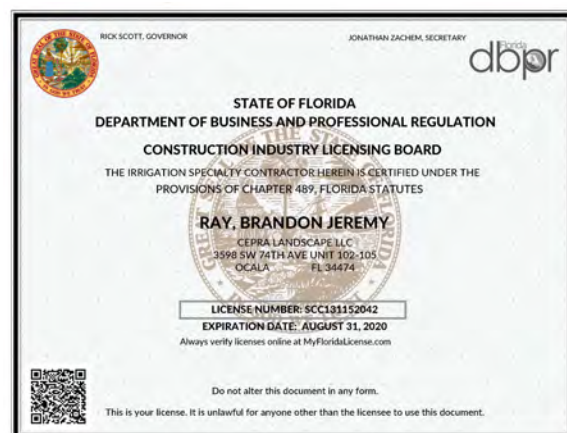 RICK SCOTT, GOVERNOR
JONATHAN ZACHEM, SECRETARY
Florida
dbpr
STATE OF FLORIDA
DEPARTMENT OF BUSINESS AND PROFESSIONAL REGULATION
CONSTRUCTION INDUSTRY LICENSING BOARD
THE IRRIGATION SPECIALTY CONTRACTOR HEREIN IS CERTIFIED UNDER THE
PROVISIONS OF CHAPTER 489, FLORIDA STATUTES
RAY, BRANDON JEREMY
CEPRA LANDSCAPE LLC
3598 SW 74TH AVE UNIT 102-105
OCALA FL 34474
LICENSE NUMBER: SCC131152042
EXPIRATION DATE: AUGUST 31, 2020
Always verify licenses online at MyFloridaLicense.com
Do not alter this document in any form.
This is your license. It is unlawful for anyone other than the licensee to use this document.